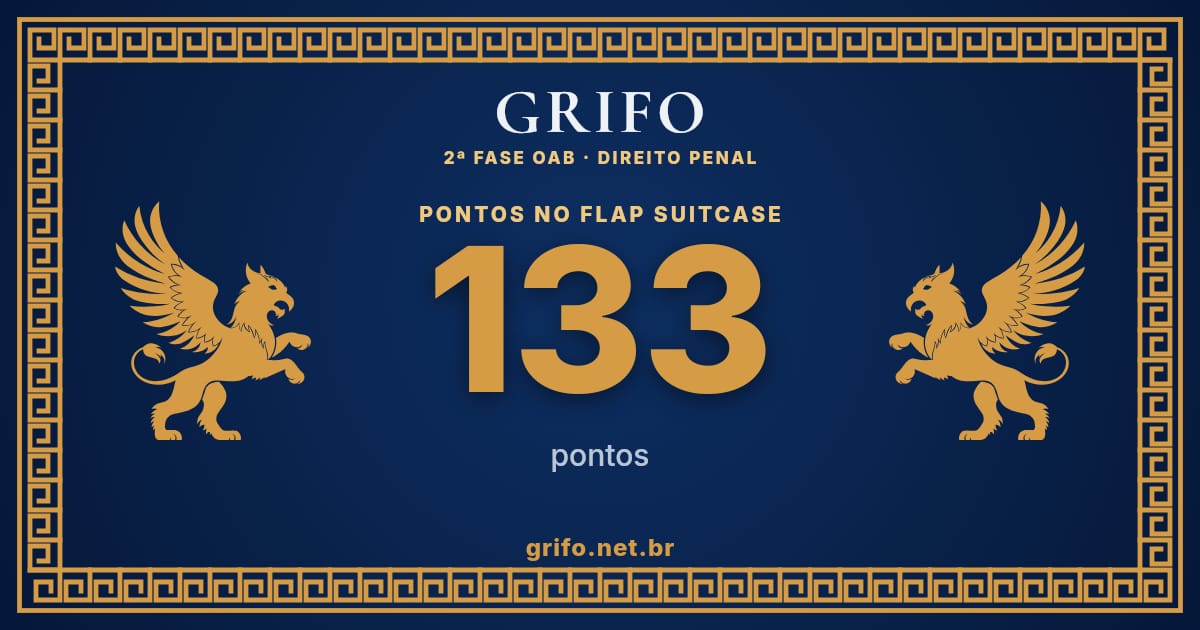 GRIFO
2ª FASE OAB · DIREITO PENAL
PONTOS NO FLAP SUITCASE
133
pontos
grifo.net.br